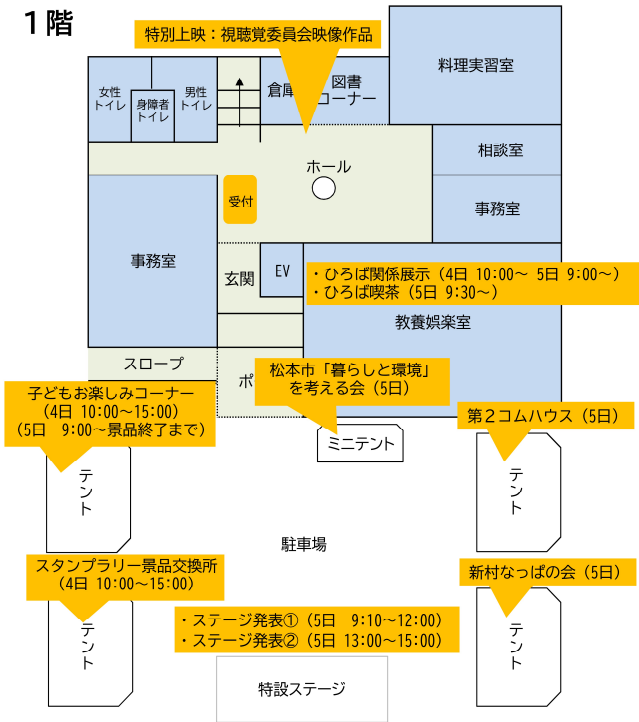 １階
特別上映：視聴覚委員会映像作品
料理実習室
女性
トイレ
身障者
トイレ
男性
トイレ
倉庫
図書
コーナー
相談室
ホール
受付
事務室
事務室
玄関
EV
・ひろば関係展示（4日 10:00～ 5日 9:00～）
・ひろば喫茶（5日 9:30～）
教養娯楽室
スロープ
ポ
松本市「暮らしと環境」
を考える会（5日）
子どもお楽しみコーナー
（4日 10:00～15:00）
（5日　9:00～景品終了まで）
第２コムハウス（5日）
ミニテント
テント
テント
駐車場
スタンプラリー景品交換所
（4日 10:00～15:00）
新村なっぱの会（5日）
・ステージ発表①（5日　9:10～12:00）
・ステージ発表②（5日 13:00～15:00）
テント
テント
特設ステージ